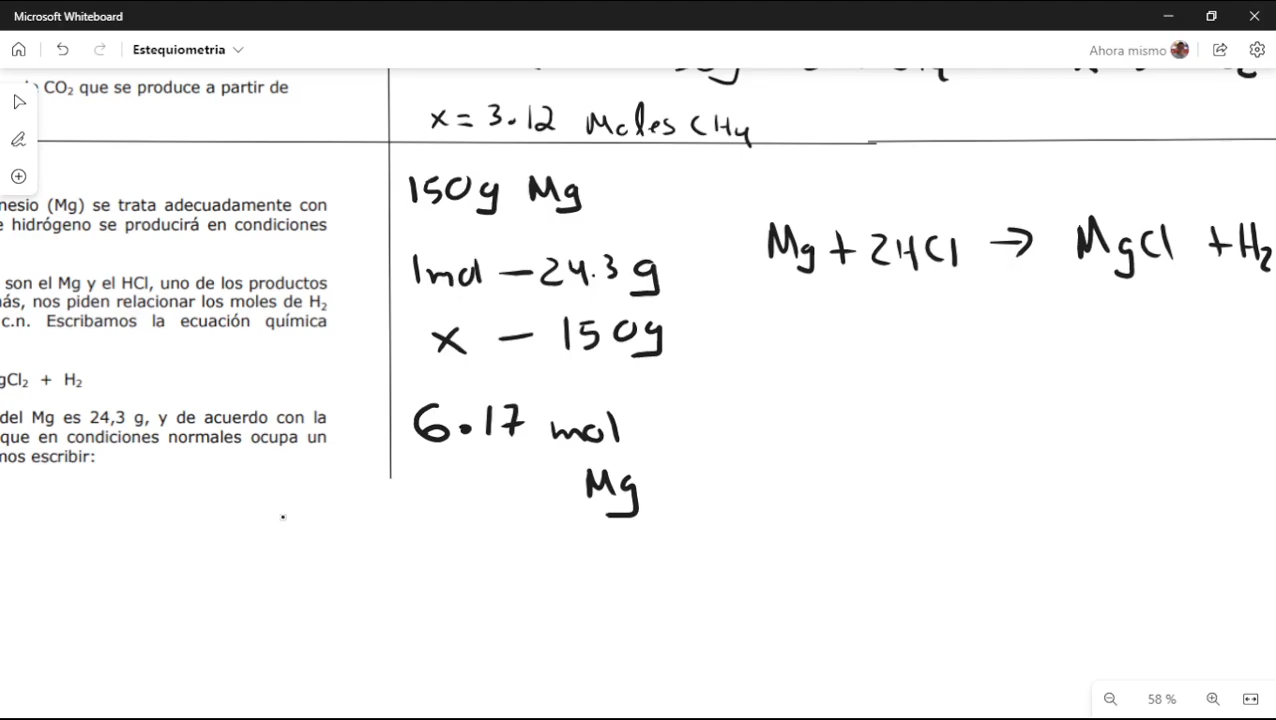 Microsoft Whiteboard
Estequiometria
Ahora mismo
CO₂ que se produce a partir de
x = 3.12 Moles CH4
nesio (Mg) se trata adecuadamente con
e hidrógeno se producirá en condiciones
son el Mg y el HCl, uno de los productos
ás, nos piden relacionar los moles de H₂
c.n. Escribamos la ecuación química
gCl₂ + H₂
del Mg es 24,3 g, y de acuerdo con la
que en condiciones normales ocupa un
mos escribir:
150g Mg
1mol – 24.3 g
x – 150g
6.17 mol
Mg
Mg + 2HCl → MgCl + H₂
58 %